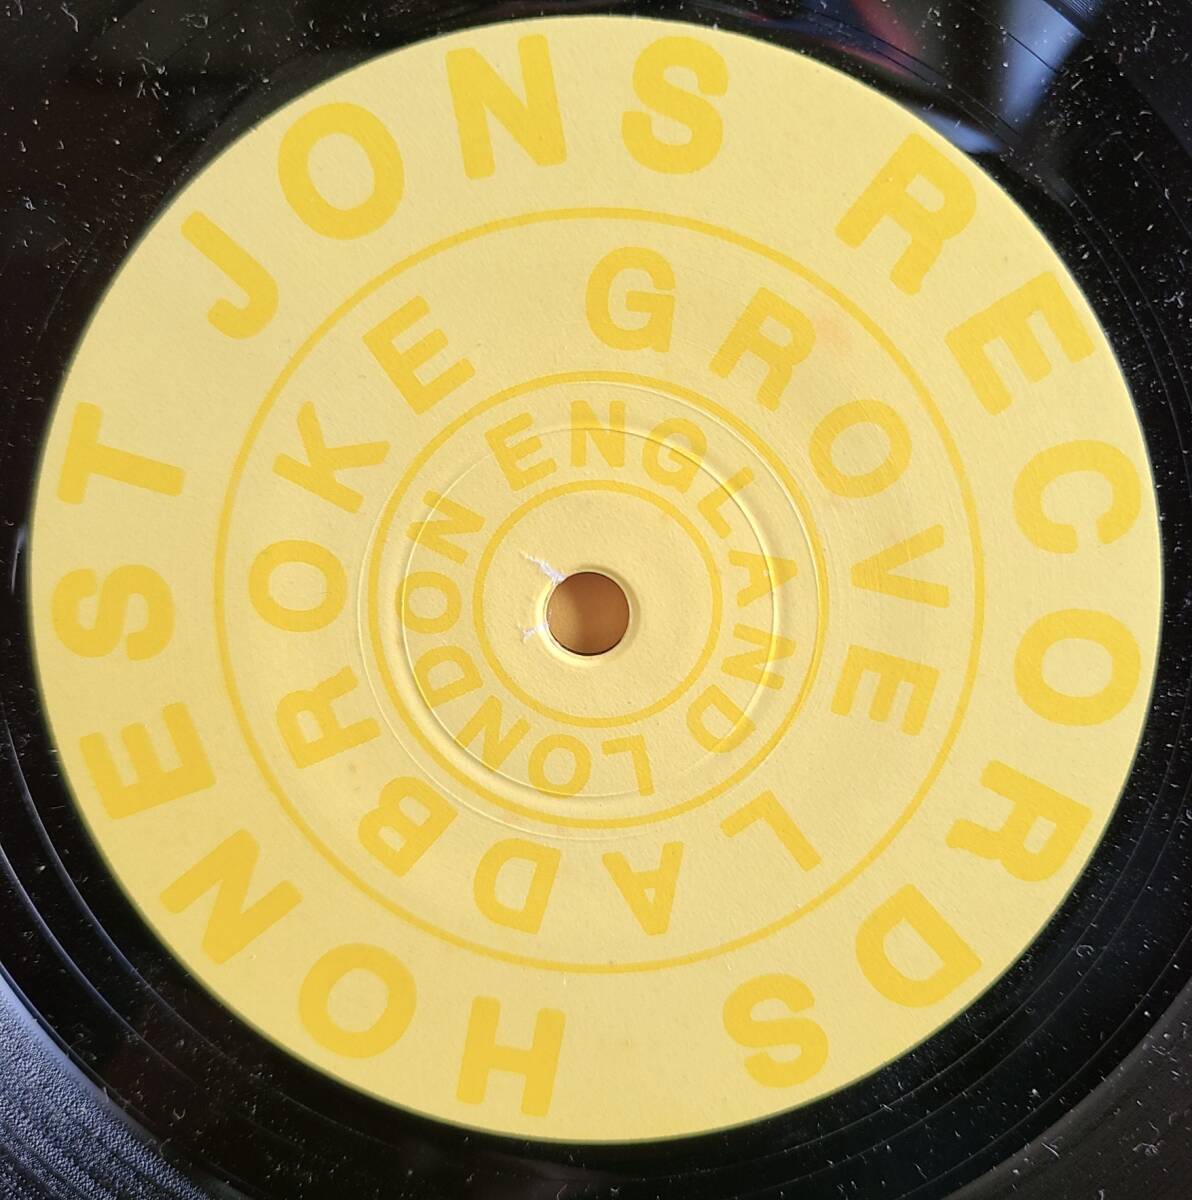 HONEST JONS RECORDS
LADBROKE GROVE
LONDON ENGLAND